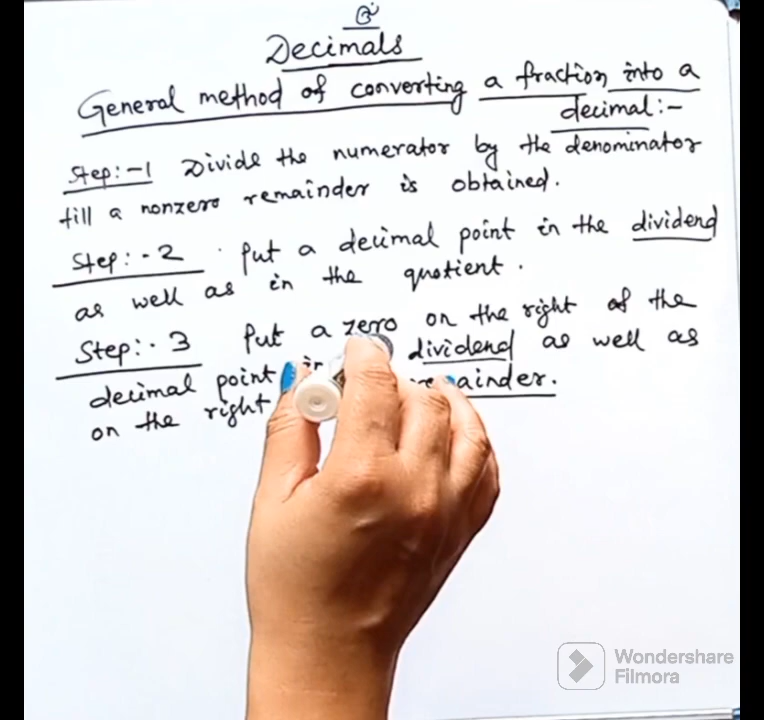 Decimals
General method of converting a fraction into a
decimal:-
Step:-1 Divide the numerator by the denominator
till a nonzero remainder is obtained.
Step:-2 . Put a decimal point in the dividend
as well as in the quotient.
Step:-3 Put a zero on the right of the
decimal point dividend as well as
on the right
Wondershare
Filmora